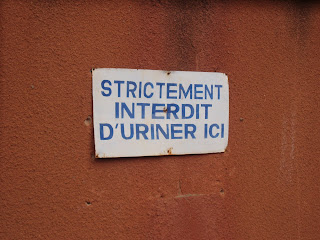 STRICTEMENT
INTERDIT
D'URINER ICI